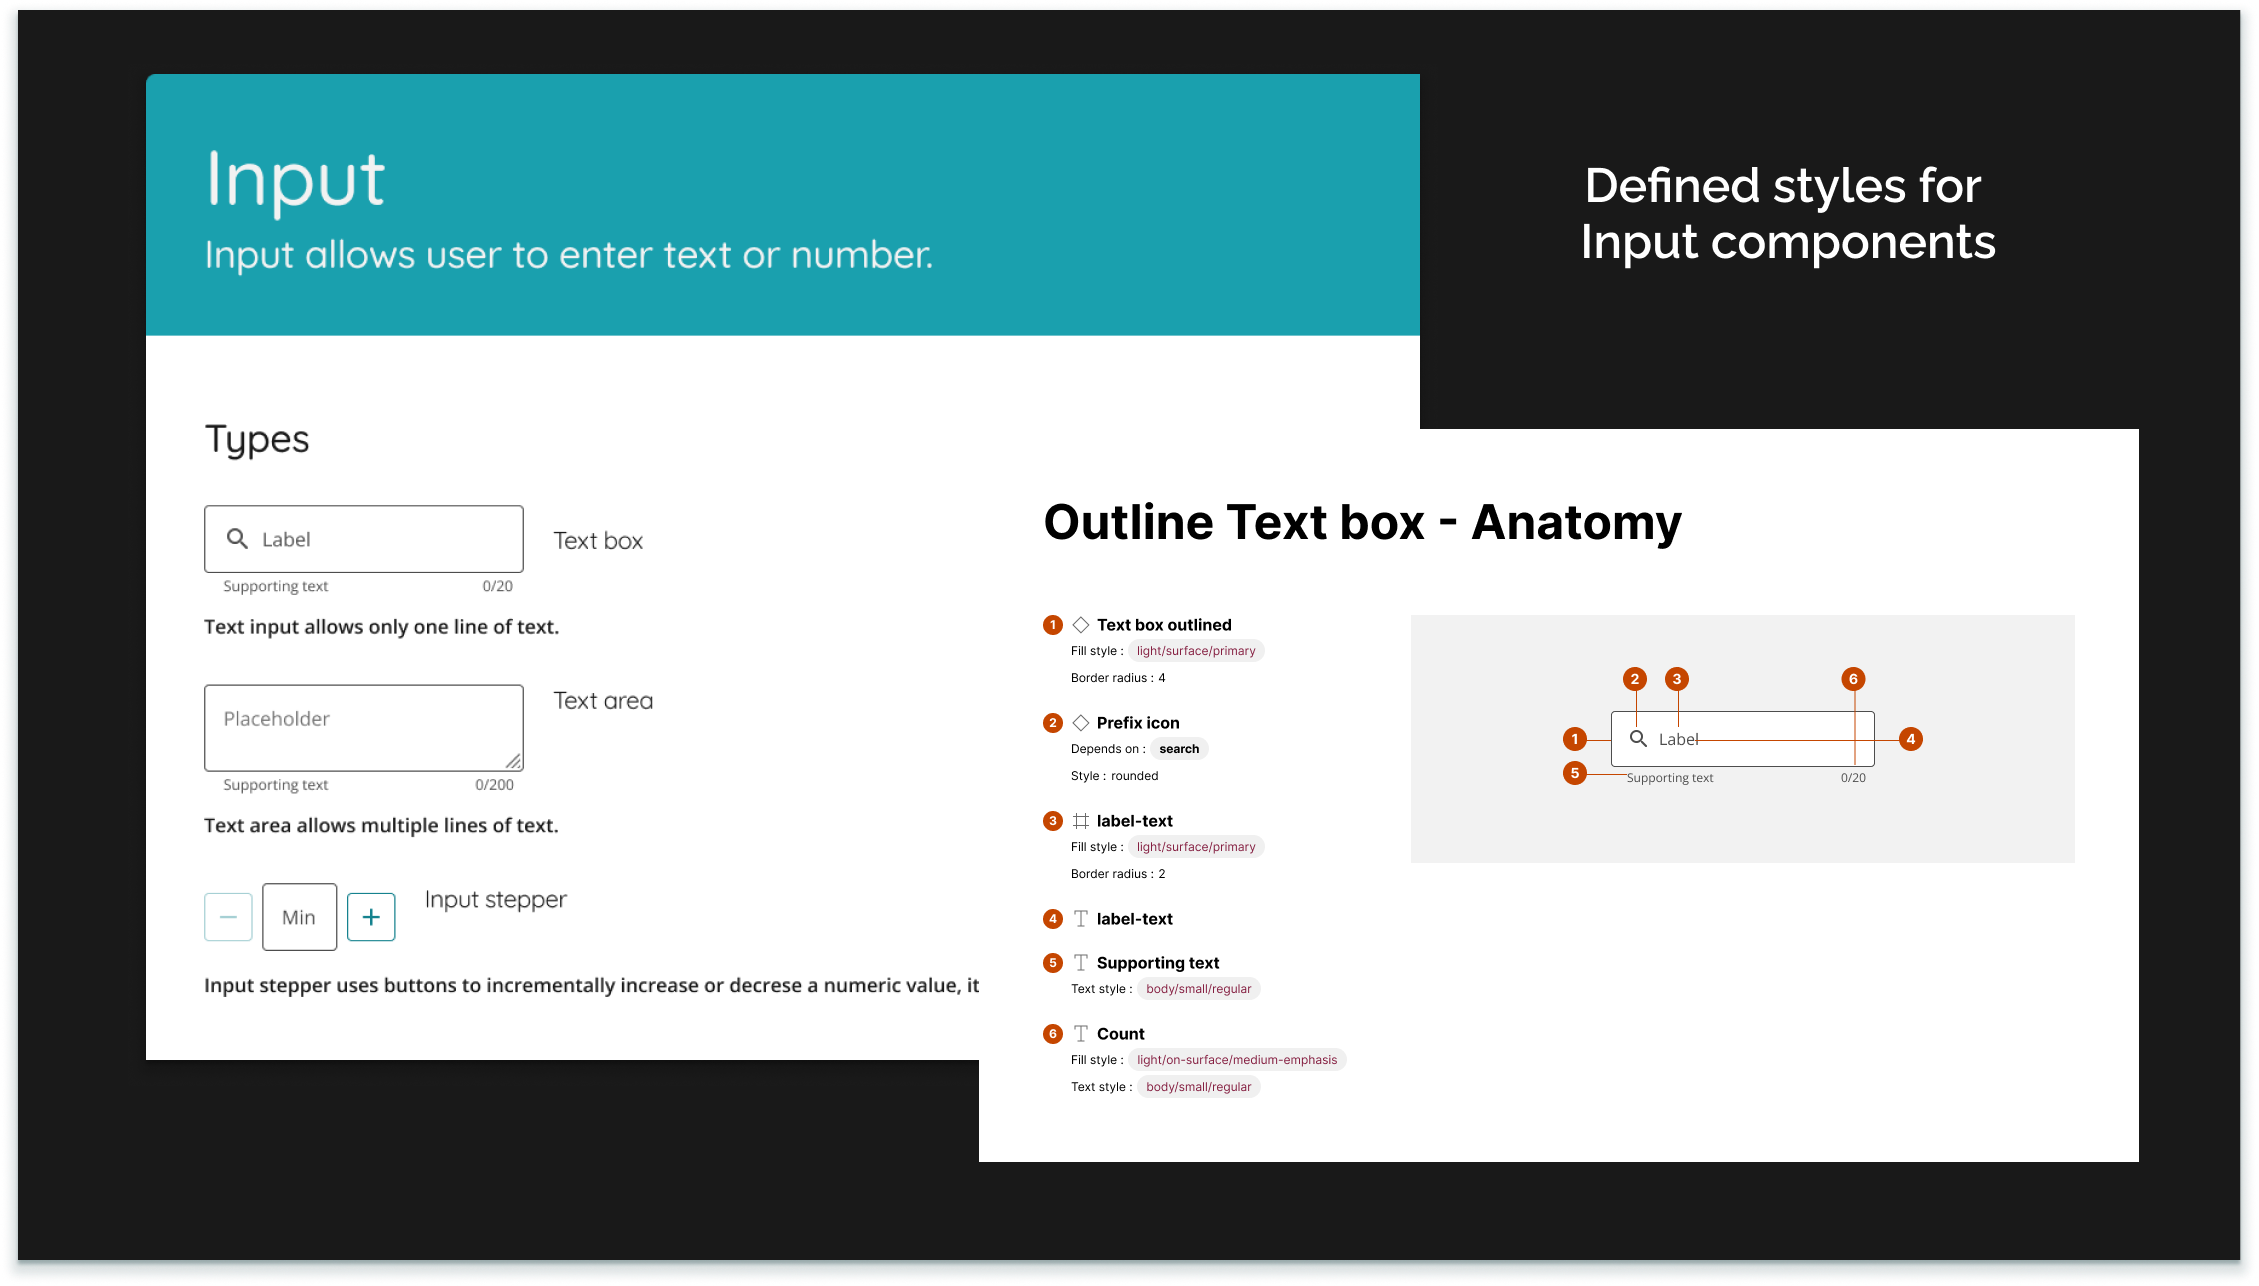 Input
Input allows user to enter text or number.
Defined styles for
Input components
Types
Label
Text box
Supporting text 0/20
Text input allows only one line of text.
Placeholder
Text area
Supporting text 0/200
Text area allows multiple lines of text.
Min
Input stepper
Input stepper uses buttons to incrementally increase or decrese a numeric value, it
Outline Text box - Anatomy
1 Text box outlined
Fill style : light/surface/primary
Border radius : 4
2 Prefix icon
Depends on : search
Style : rounded
3 label-text
Fill style : light/surface/primary
Border radius : 2
4 label-text
5 Supporting text
Text style : body/small/regular
6 Count
Fill style : light/on-surface/medium-emphasis
Text style : body/small/regular
2 3 6
1 Label 4
5 Supporting text 0/20